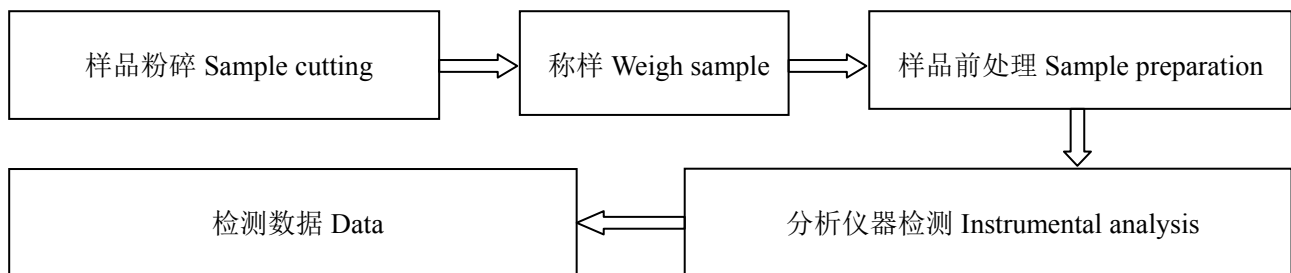 样品粉碎 Sample cutting
称样 Weigh sample
样品前处理 Sample preparation
分析仪器检测 Instrumental analysis
检测数据 Data